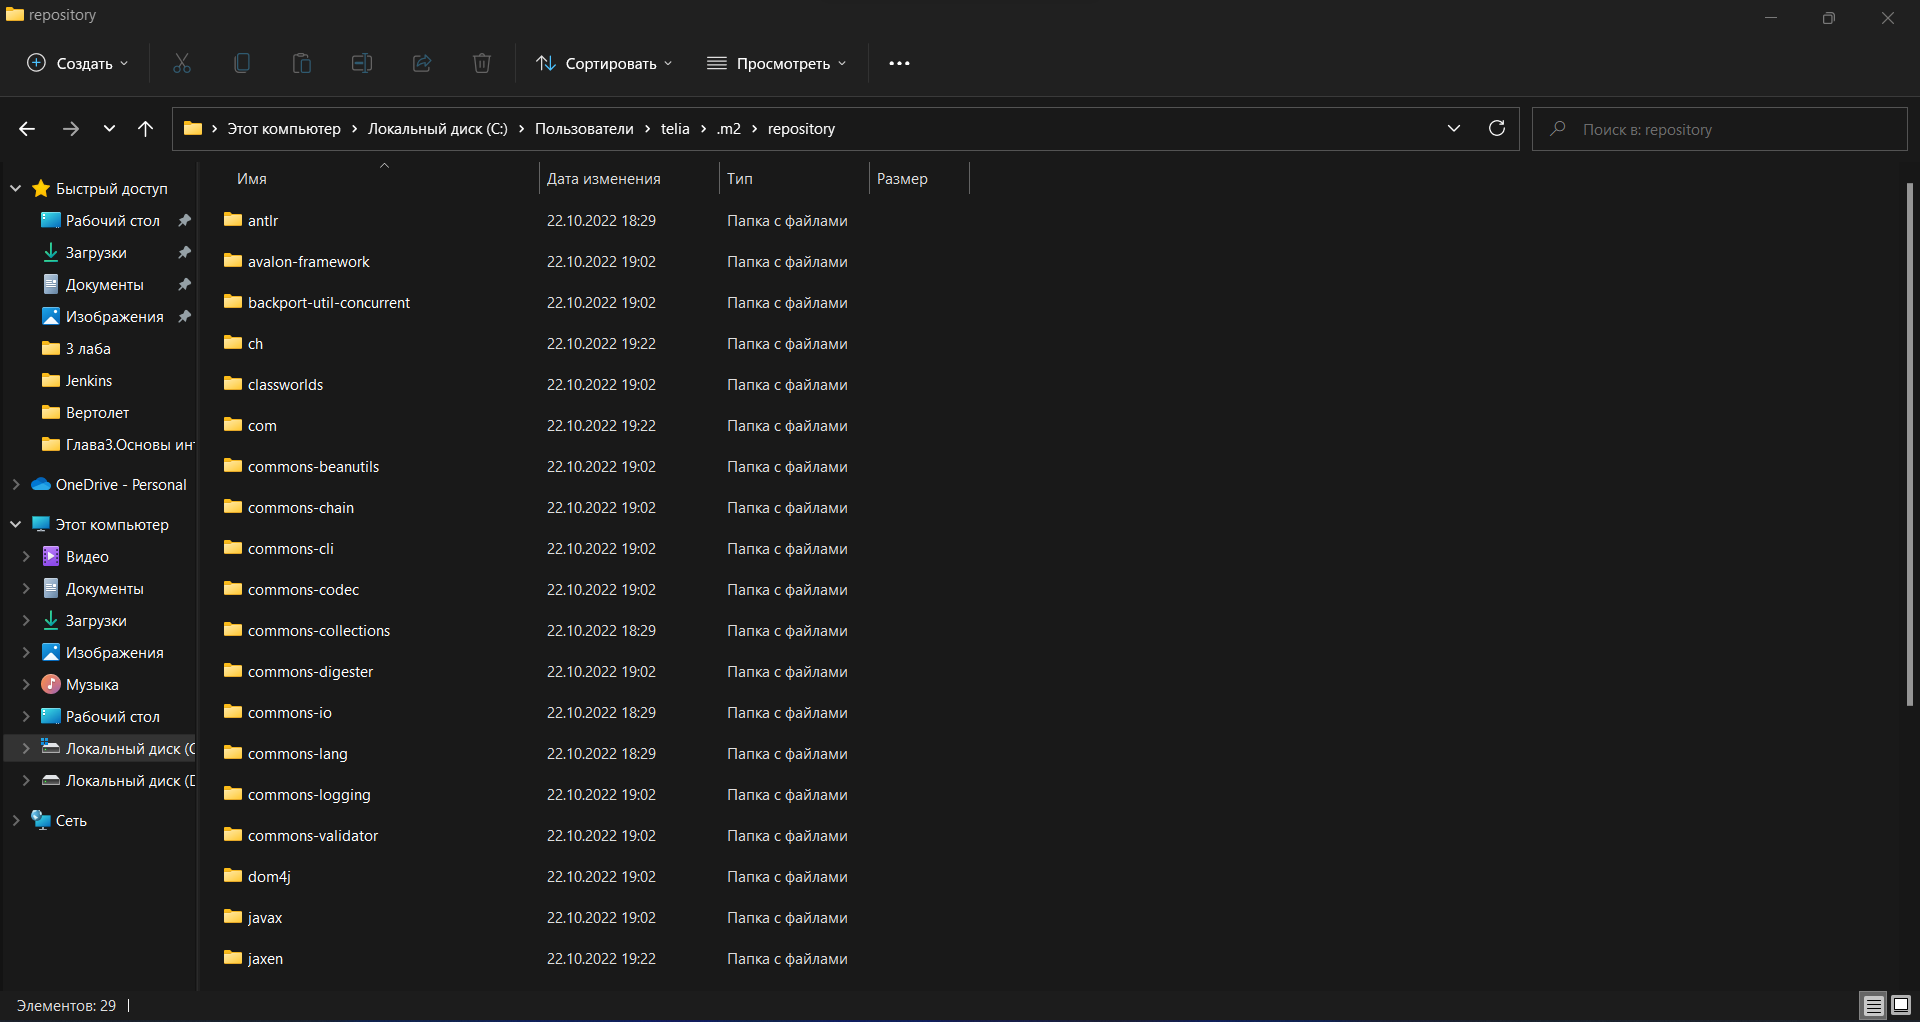 repository
Создать
Сортировать
Просмотреть
Этот компьютер > Локальный диск (C:) > Пользователи > telia > .m2 > repository
Поиск в: repository
Быстрый доступ
Рабочий стол
Загрузки
Документы
Изображения
3 лаба
Jenkins
Вертолет
Глава3.Основы инт
OneDrive - Personal
Этот компьютер
Видео
Документы
Загрузки
Изображения
Музыка
Рабочий стол
Локальный диск (C
Локальный диск (D
Сеть
Имя Дата изменения Тип Размер
antlr 22.10.2022 18:29 Папка с файлами
avalon-framework 22.10.2022 19:02 Папка с файлами
backport-util-concurrent 22.10.2022 19:02 Папка с файлами
ch 22.10.2022 19:22 Папка с файлами
classworlds 22.10.2022 19:02 Папка с файлами
com 22.10.2022 19:22 Папка с файлами
commons-beanutils 22.10.2022 19:02 Папка с файлами
commons-chain 22.10.2022 19:02 Папка с файлами
commons-cli 22.10.2022 19:02 Папка с файлами
commons-codec 22.10.2022 19:02 Папка с файлами
commons-collections 22.10.2022 18:29 Папка с файлами
commons-digester 22.10.2022 19:02 Папка с файлами
commons-io 22.10.2022 18:29 Папка с файлами
commons-lang 22.10.2022 18:29 Папка с файлами
commons-logging 22.10.2022 19:02 Папка с файлами
commons-validator 22.10.2022 19:02 Папка с файлами
dom4j 22.10.2022 19:02 Папка с файлами
javax 22.10.2022 19:02 Папка с файлами
jaxen 22.10.2022 19:22 Папка с файлами
Элементов: 29